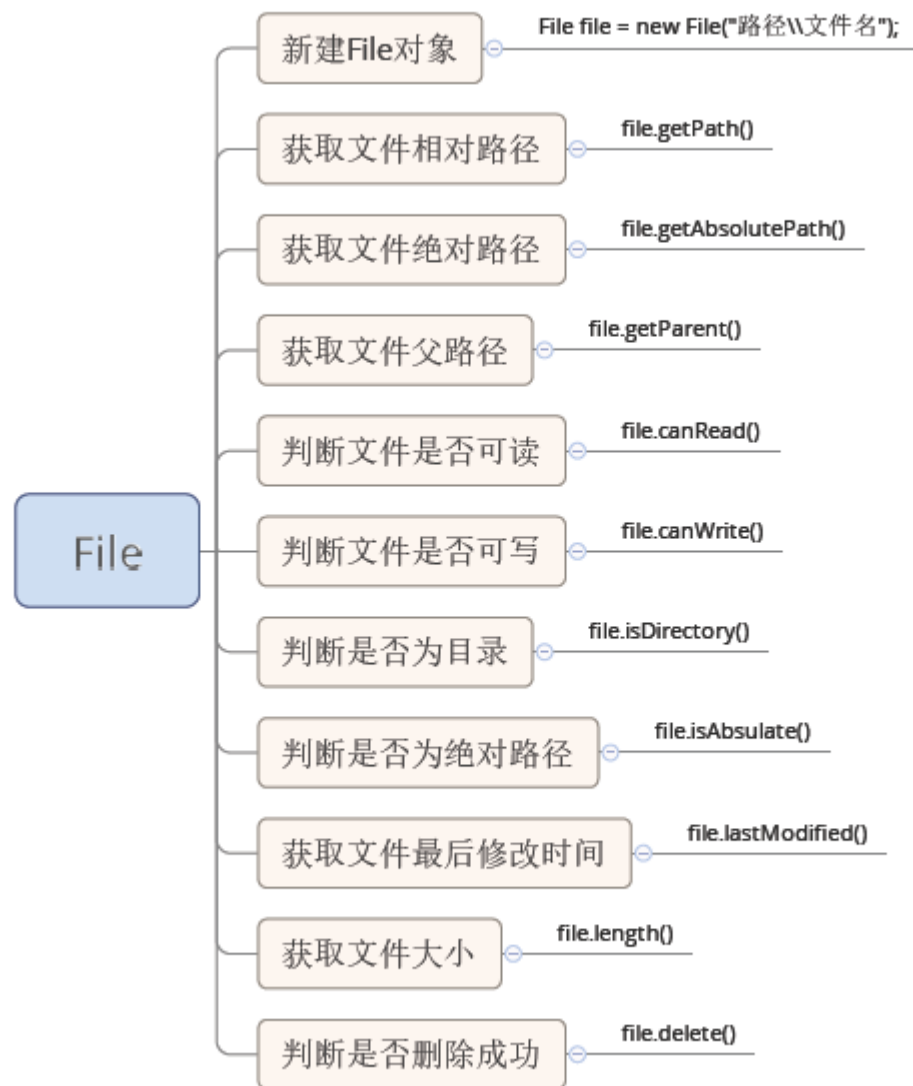 File
新建File对象
File file = new File("路径\\文件名");
获取文件相对路径
file.getPath()
获取文件绝对路径
file.getAbsolutePath()
获取文件父路径
file.getParent()
判断文件是否可读
file.canRead()
判断文件是否可写
file.canWrite()
判断是否为目录
file.isDirectory()
判断是否为绝对路径
file.isAbsulate()
获取文件最后修改时间
file.lastModified()
获取文件大小
file.length()
判断是否删除成功
file.delete()